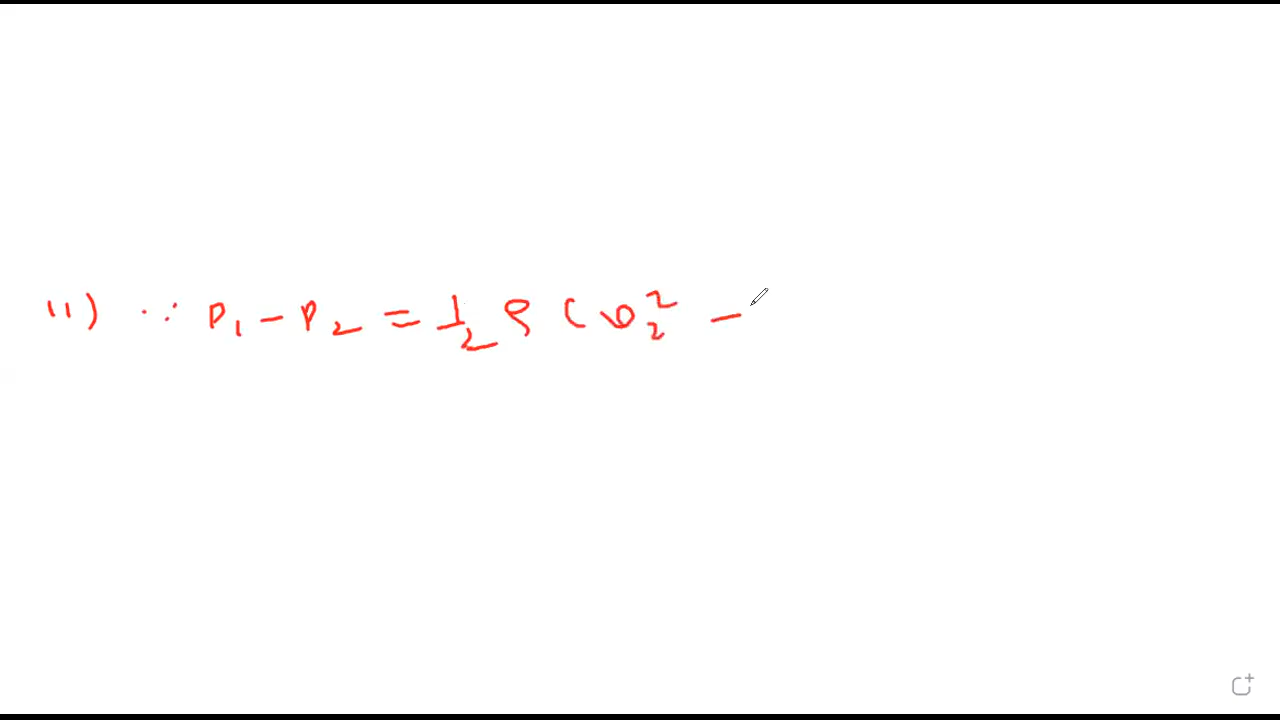 11) ∵ P₁ - P₂ = ½ ρ (v₂² -